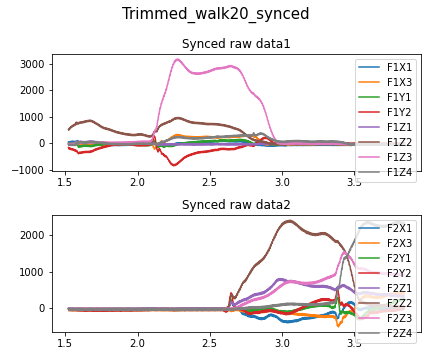 Trimmed_walk20_synced
Synced raw data1
3000
2000
1000
0
−1000
1.5
2.0
2.5
3.0
3.5
F1X1
F1X3
F1Y1
F1Y2
F1Z1
F1Z2
F1Z3
F1Z4
Synced raw data2
2000
1000
0
1.5
2.0
2.5
3.0
3.5
F2X1
F2X3
F2Y1
F2Y2
F2Z1
F2Z2
F2Z3
F2Z4